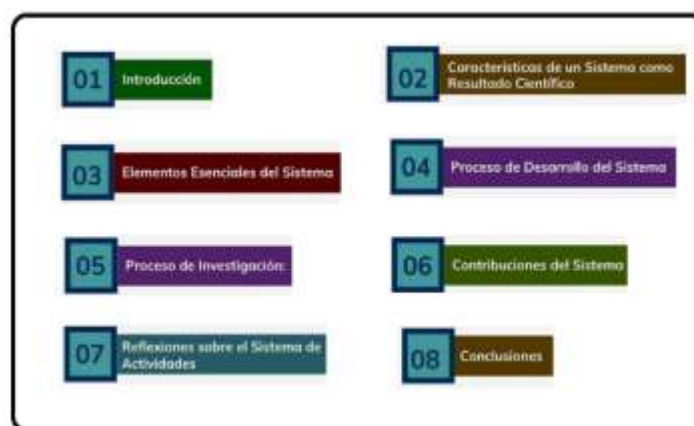 01
Introducción
02
Características de un Sistema como
Resultado Científico
03
Elementos Esenciales del Sistema
04
Proceso de Desarrollo del Sistema
05
Proceso de Investigación:
06
Contribuciones del Sistema
07
Reflexiones sobre el Sistema de
Actividades
08
Conclusiones